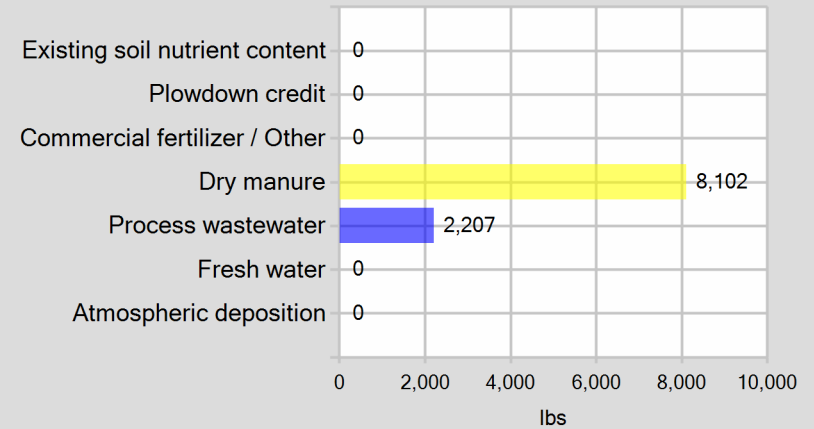 Existing soil nutrient content 0
Plowdown credit 0
Commercial fertilizer / Other 0
Dry manure 8,102
Process wastewater 2,207
Fresh water 0
Atmospheric deposition 0
0 2,000 4,000 6,000 8,000 10,000
lbs